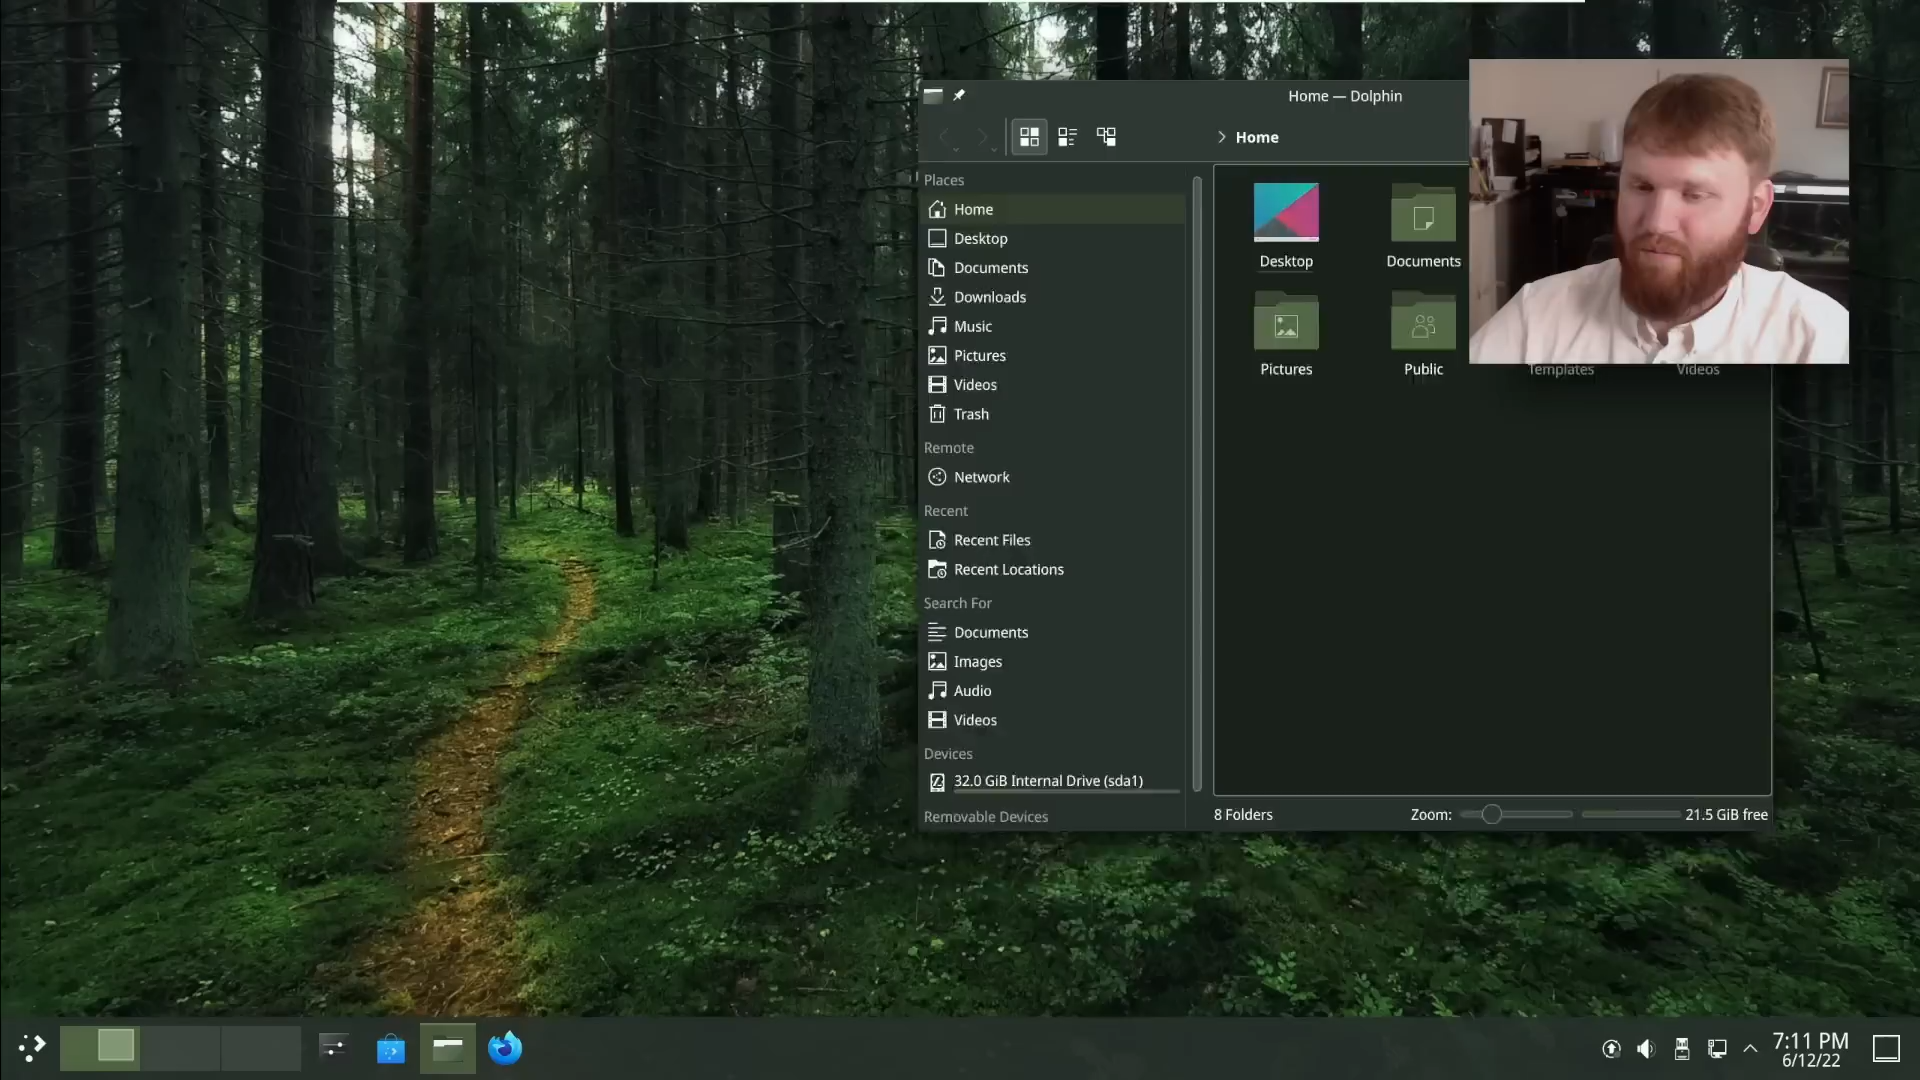 Home — Dolphin
Home
Places
Home
Desktop
Documents
Downloads
Music
Pictures
Videos
Trash
Remote
Network
Recent
Recent Files
Recent Locations
Search For
Documents
Images
Audio
Videos
Devices
32.0 GiB Internal Drive (sda1)
Removable Devices
Desktop
Documents
Pictures
Public
Templates
Videos
8 Folders
Zoom:
21.5 GiB free
7:11 PM
6/12/22